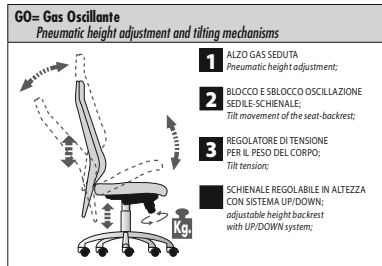 GO= Gas Oscillante
Pneumatic height adjustment and tilting mechanisms
1
ALZO GAS SEDUTA
Pneumatic height adjustment;
2
BLOCCO E SBLOCCO OSCILLAZIONE
SEDILE-SCHIENALE;
Tilt movement of the seat-backrest;
3
REGOLATORE DI TENSIONE
PER IL PESO DEL CORPO;
Tilt tension;
SCHIENALE REGOLABILE IN ALTEZZA
CON SISTEMA UP/DOWN;
adjustable height backrest
with UP/DOWN system;
Kg.